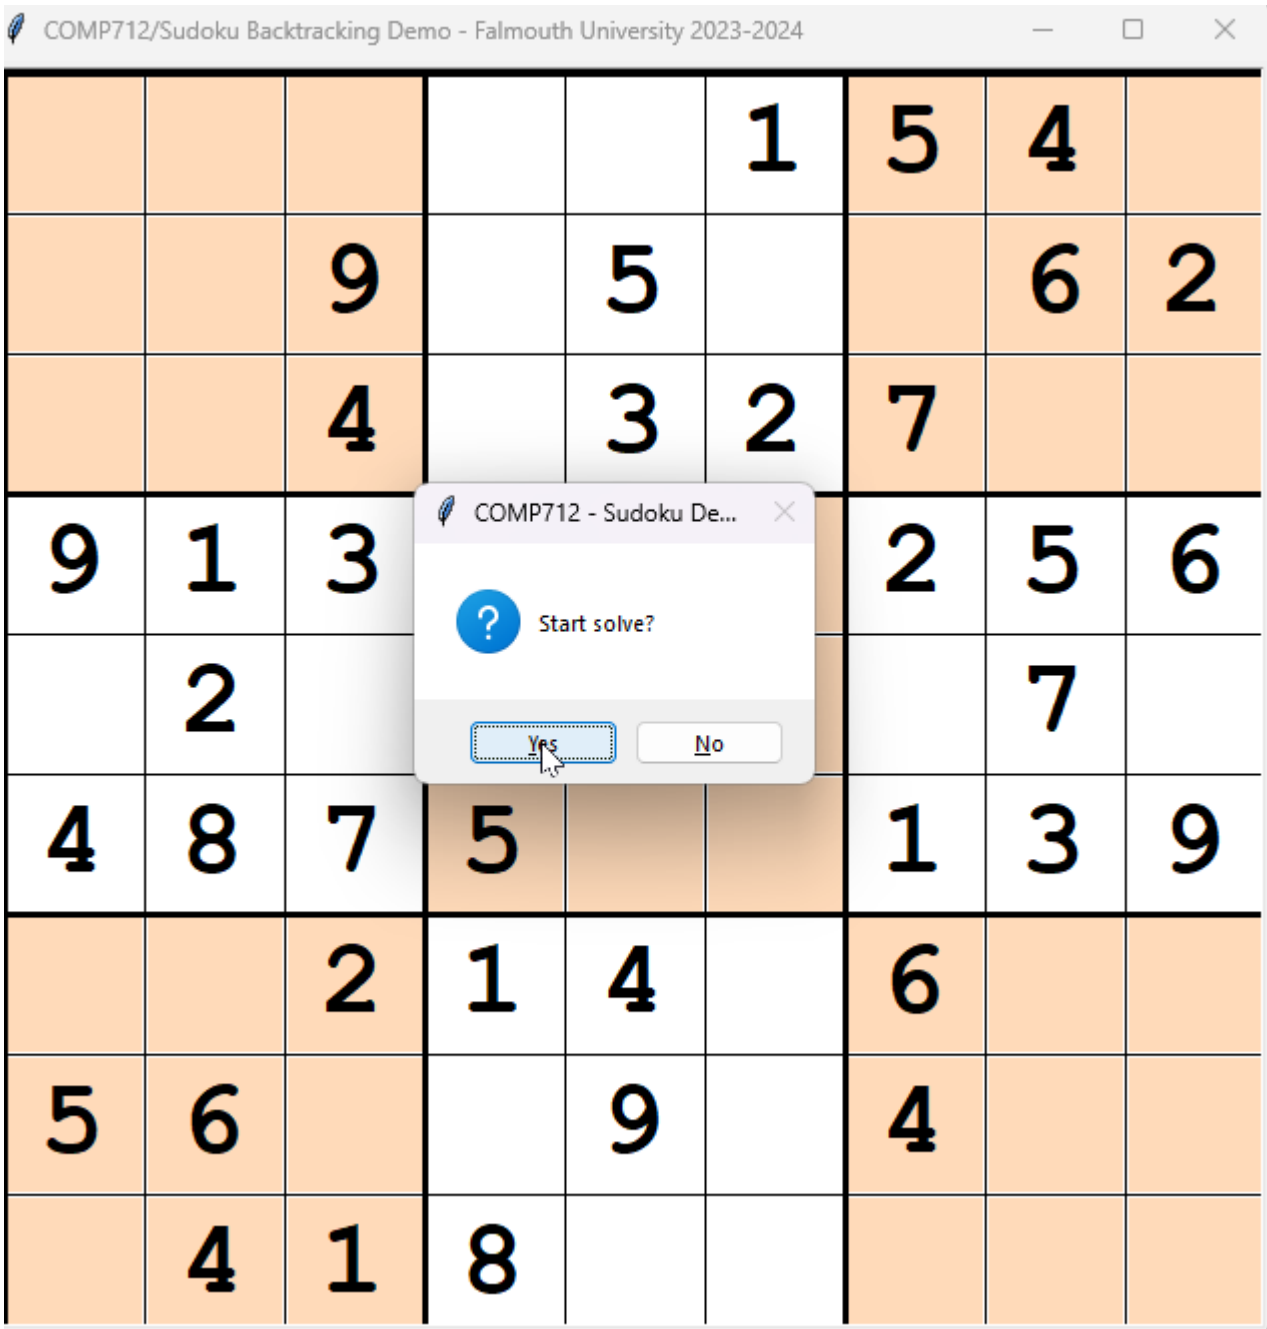 COMP712/Sudoku Backtracking Demo - Falmouth University 2023-2024
1 5 4
9 5 6 2
4 3 2 7
COMP712 - Sudoku De...
9 1 3 2 5 6
Start solve?
2 7
Yes No
4 8 7 5 1 3 9
2 1 4 6
5 6 9 4
4 1 8